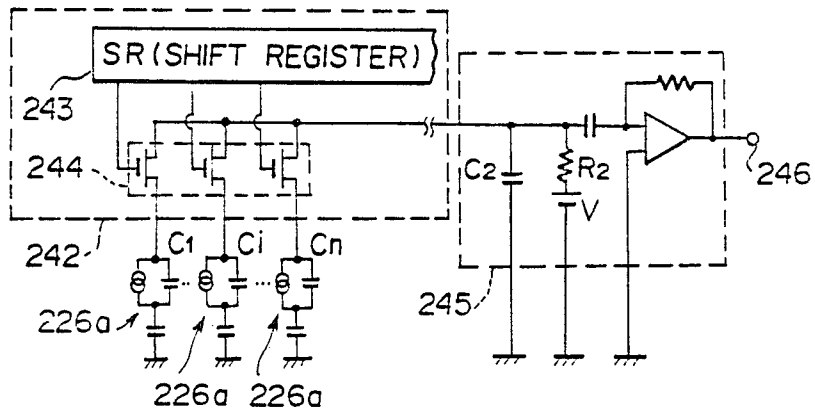 SR (SHIFT REGISTER)
243
244
242
C1 Ci Cn
226a
226a 226a
C2
R2
V
245
246